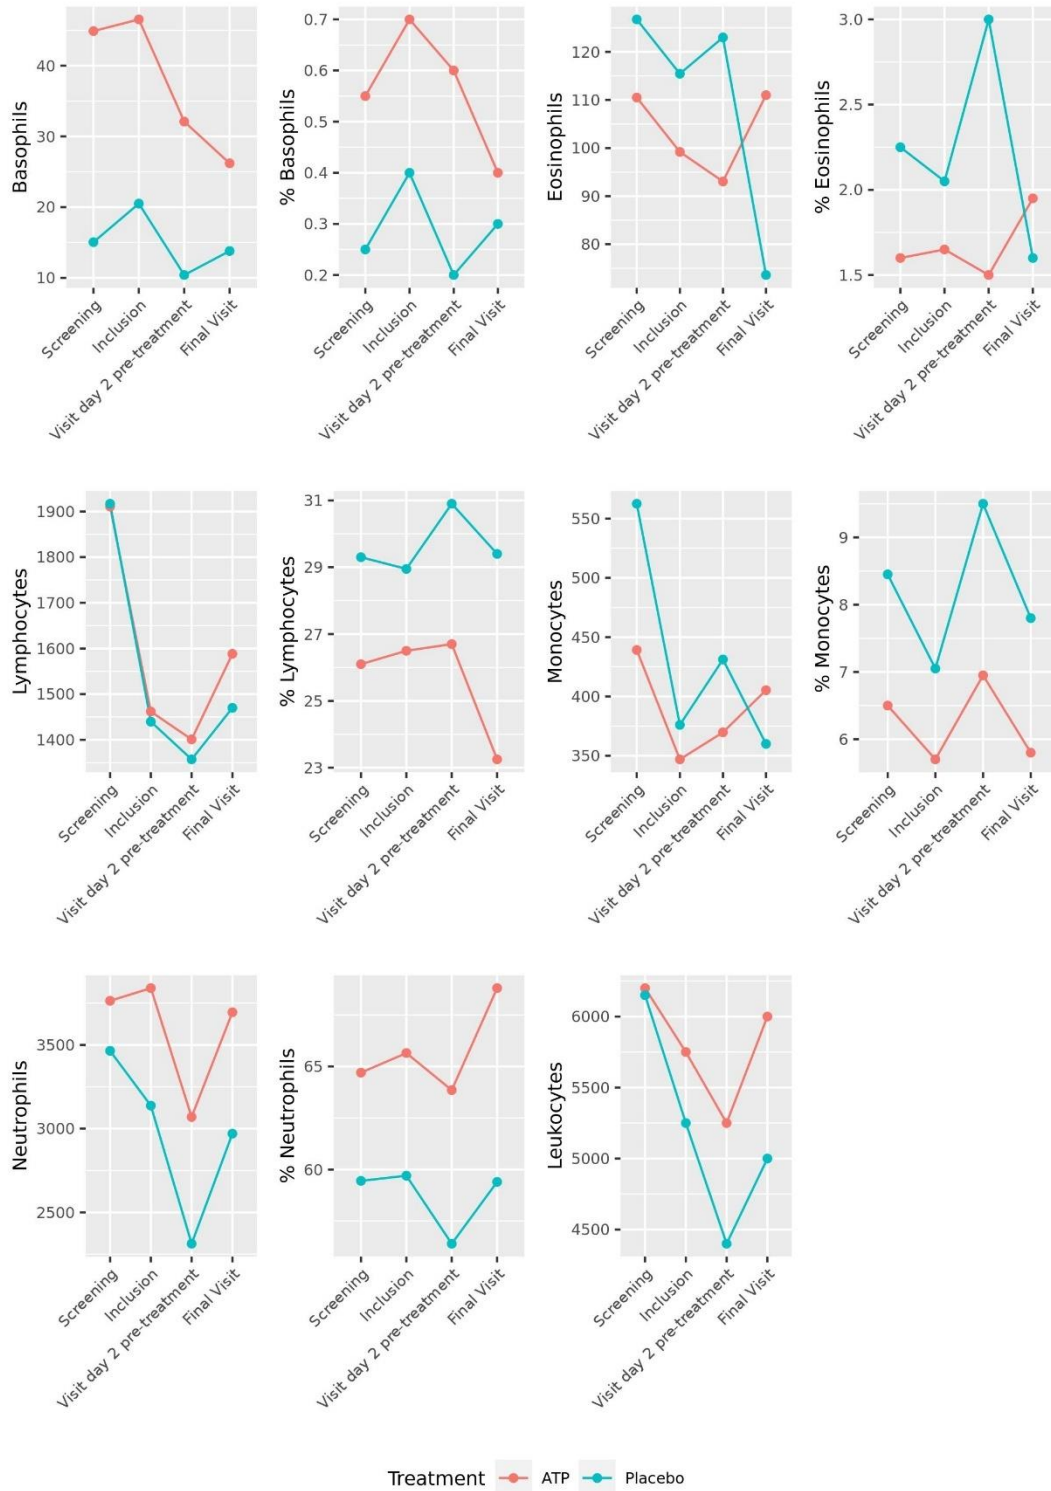 Basophils
40
30
20
10
Screening
Inclusion
Visit day 2 pre-treatment
Final Visit
% Basophils
0.7
0.6
0.5
0.4
0.3
0.2
Screening
Inclusion
Visit day 2 pre-treatment
Final Visit
Eosinophils
120
110
100
90
80
Screening
Inclusion
Visit day 2 pre-treatment
Final Visit
% Eosinophils
3.0
2.5
2.0
1.5
Screening
Inclusion
Visit day 2 pre-treatment
Final Visit
Lymphocytes
1900
1800
1700
1600
1500
1400
Screening
Inclusion
Visit day 2 pre-treatment
Final Visit
% Lymphocytes
31
29
27
25
23
Screening
Inclusion
Visit day 2 pre-treatment
Final Visit
Monocytes
550
500
450
400
350
Screening
Inclusion
Visit day 2 pre-treatment
Final Visit
% Monocytes
9
8
7
6
Screening
Inclusion
Visit day 2 pre-treatment
Final Visit
Neutrophils
3500
3000
2500
Screening
Inclusion
Visit day 2 pre-treatment
Final Visit
% Neutrophils
65
60
Screening
Inclusion
Visit day 2 pre-treatment
Final Visit
Leukocytes
6000
5500
5000
4500
Screening
Inclusion
Visit day 2 pre-treatment
Final Visit
Treatment ATP Placebo